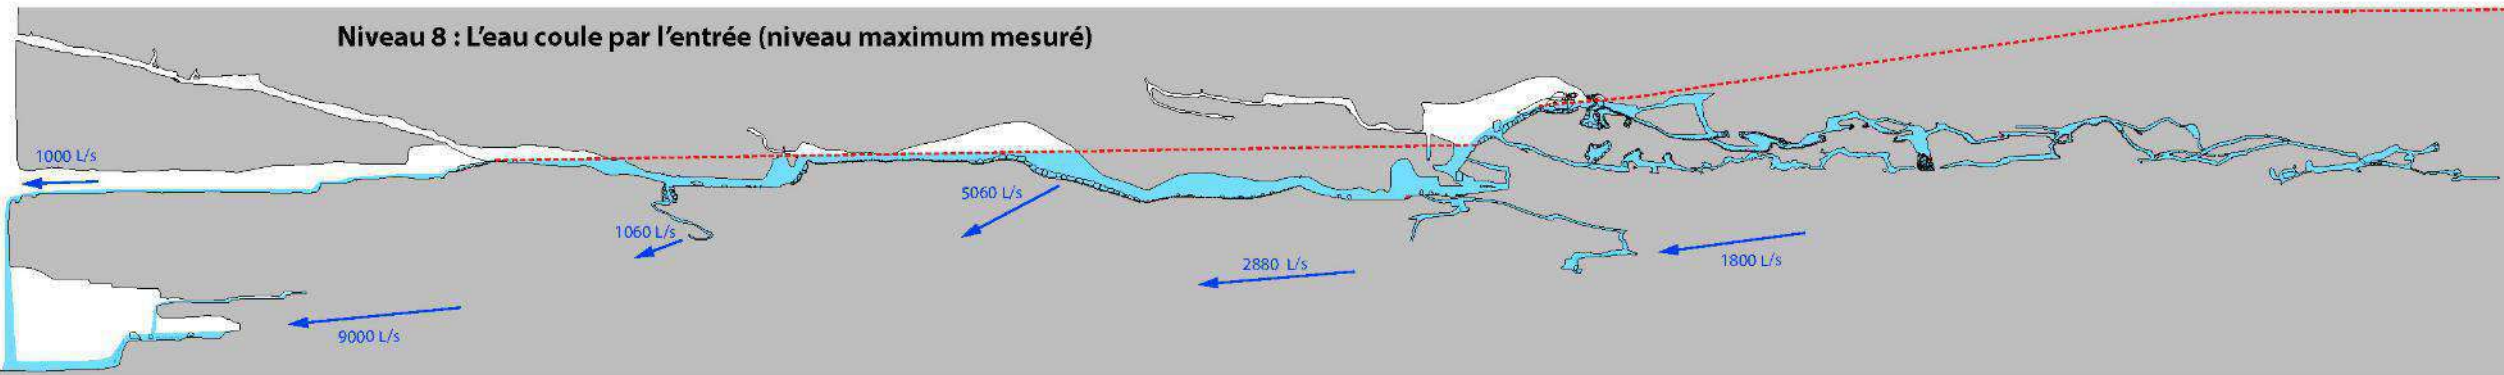 Niveau 8 : L'eau coule par l'entrée (niveau maximum mesuré)
1000 L/s
5060 L/s
1060 L/s
2880 L/s
1800 L/s
9000 L/s